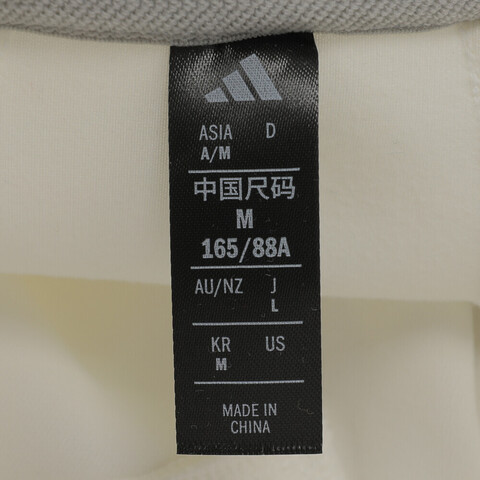 ASIA D
A/M
中国尺码
M
165/88A
AU/NZ J
L
KR US
M
MADE IN
CHINA